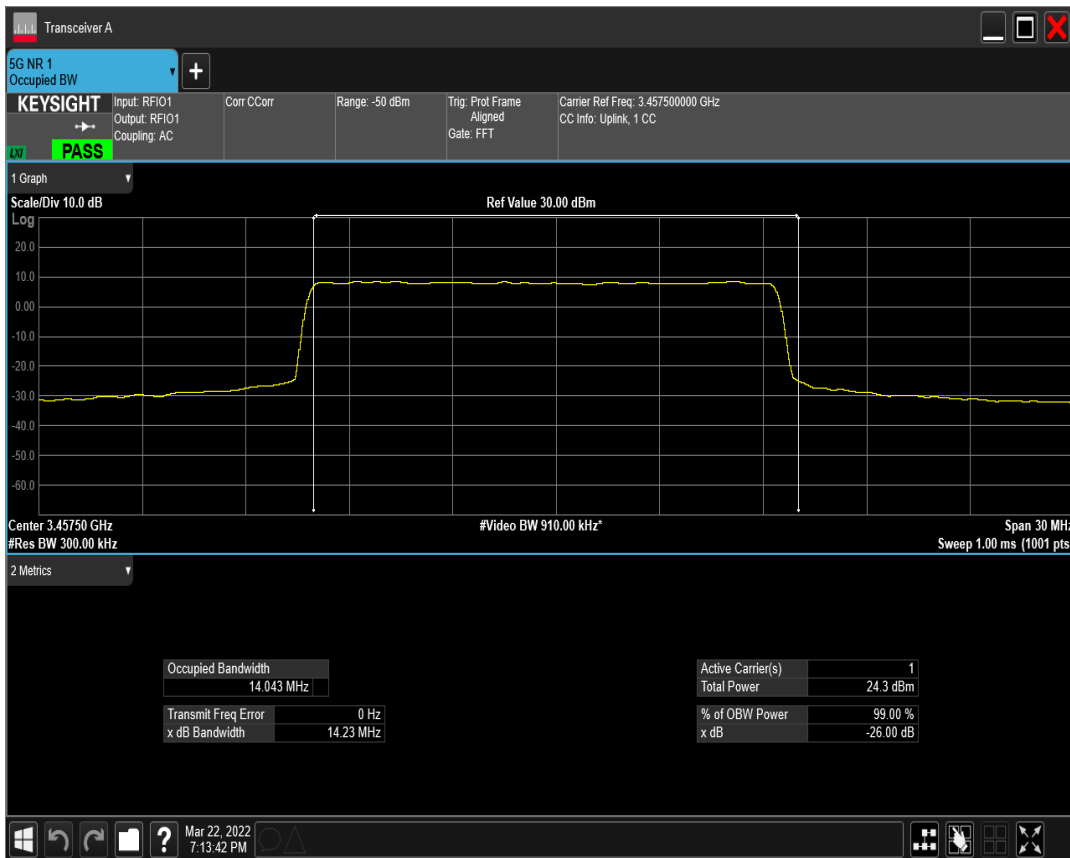 Transceiver A
5G NR 1
Occupied BW
+
KEYSIGHT
LXI
PASS
Input: RFIO1
Output: RFIO1
Coupling: AC
Corr CCorr
Range: -50 dBm
Trig: Prot Frame
Aligned
Gate: FFT
Carrier Ref Freq: 3.457500000 GHz
CC Info: Uplink, 1 CC
1 Graph
Scale/Div 10.0 dB
Ref Value 30.00 dBm
Log
20.0
10.0
0.00
-10.0
-20.0
-30.0
-40.0
-50.0
-60.0
Center 3.45750 GHz
#Video BW 910.00 kHz*
Span 30 MHz
#Res BW 300.00 kHz
Sweep 1.00 ms (1001 pts
2 Metrics
Occupied Bandwidth
14.043 MHz
Transmit Freq Error 0 Hz
x dB Bandwidth 14.23 MHz
Active Carrier(s) 1
Total Power 24.3 dBm
% of OBW Power 99.00 %
x dB -26.00 dB
?
Mar 22, 2022
7:13:42 PM